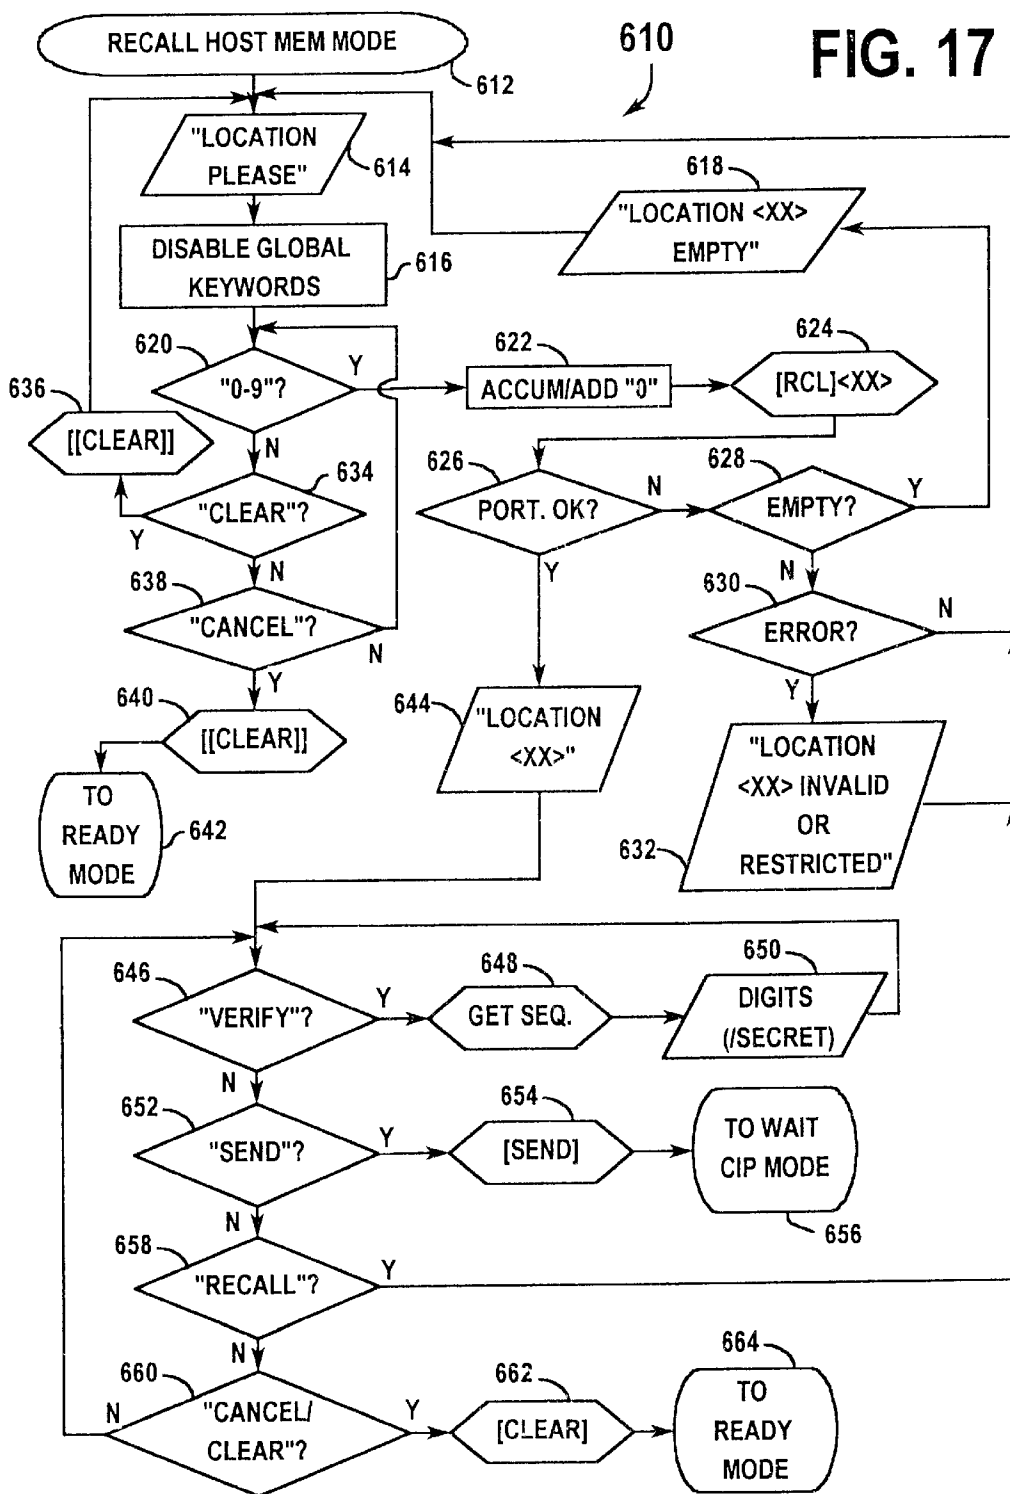 FIG. 17
610
RECALL HOST MEM MODE
612
"LOCATION
PLEASE"
614
618
"LOCATION <XX>
EMPTY"
DISABLE GLOBAL
KEYWORDS
616
620
"0-9"?
Y
N
622
ACCUM/ADD "0"
624
[RCL]<XX>
636
[[CLEAR]]
634
"CLEAR"?
Y
N
626
PORT. OK?
N
Y
628
EMPTY?
Y
N
638
"CANCEL"?
N
Y
630
ERROR?
N
Y
640
[[CLEAR]]
644
"LOCATION
<XX>"
"LOCATION
<XX> INVALID
OR
RESTRICTED"
632
TO
READY
MODE
642
646
"VERIFY"?
Y
N
648
GET SEQ.
650
DIGITS
(/SECRET)
652
"SEND"?
Y
N
654
[SEND]
TO WAIT
CIP MODE
656
658
"RECALL"?
Y
N
660
"CANCEL/
CLEAR"?
N
Y
662
[CLEAR]
664
TO
READY
MODE